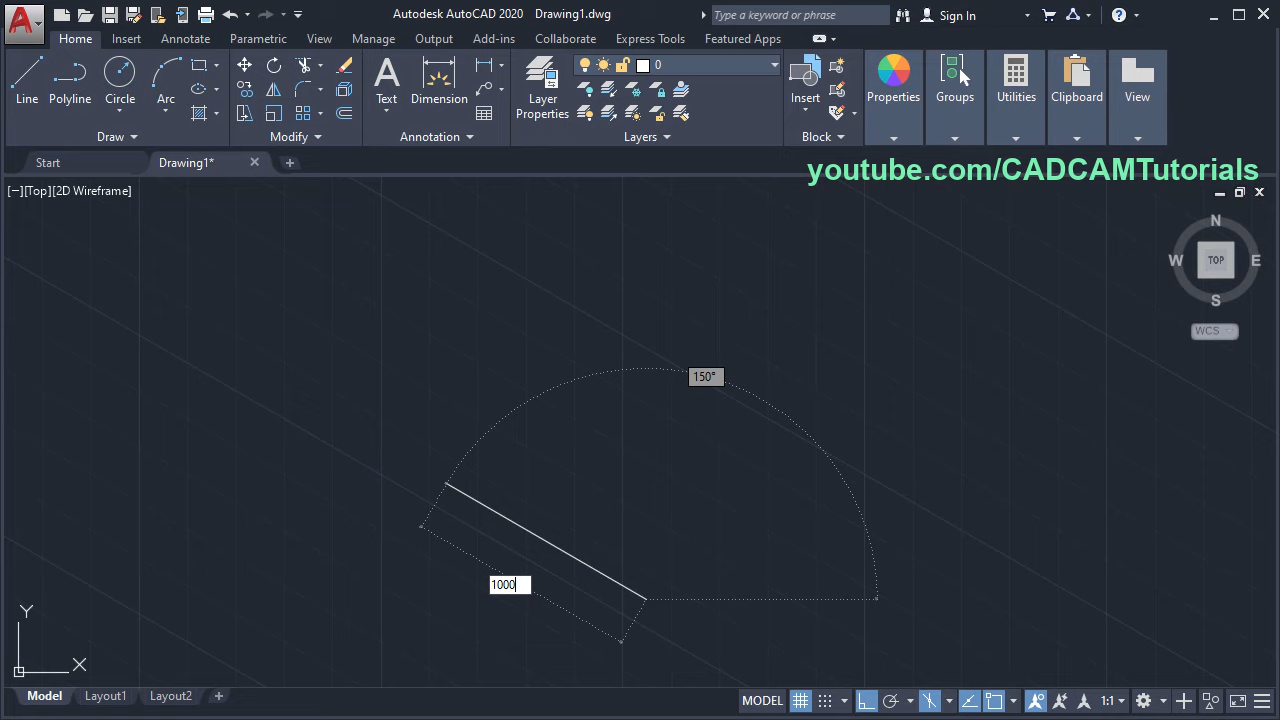 Autodesk AutoCAD 2020 Drawing1.dwg
Type a keyword or phrase
Sign In
Home Insert Annotate Parametric View Manage Output Add-ins Collaborate Express Tools Featured Apps
Line Polyline Circle Arc
Text Dimension
Layer Properties
0
Insert
Properties Groups Utilities Clipboard View
Draw Modify Annotation Layers Block
Start Drawing1*
youtube.com/CADCAMTutorials
[−][Top][2D Wireframe]
N
W TOP E
S
WCS
150°
1000
Y
X
Model Layout1 Layout2
MODEL 1:1